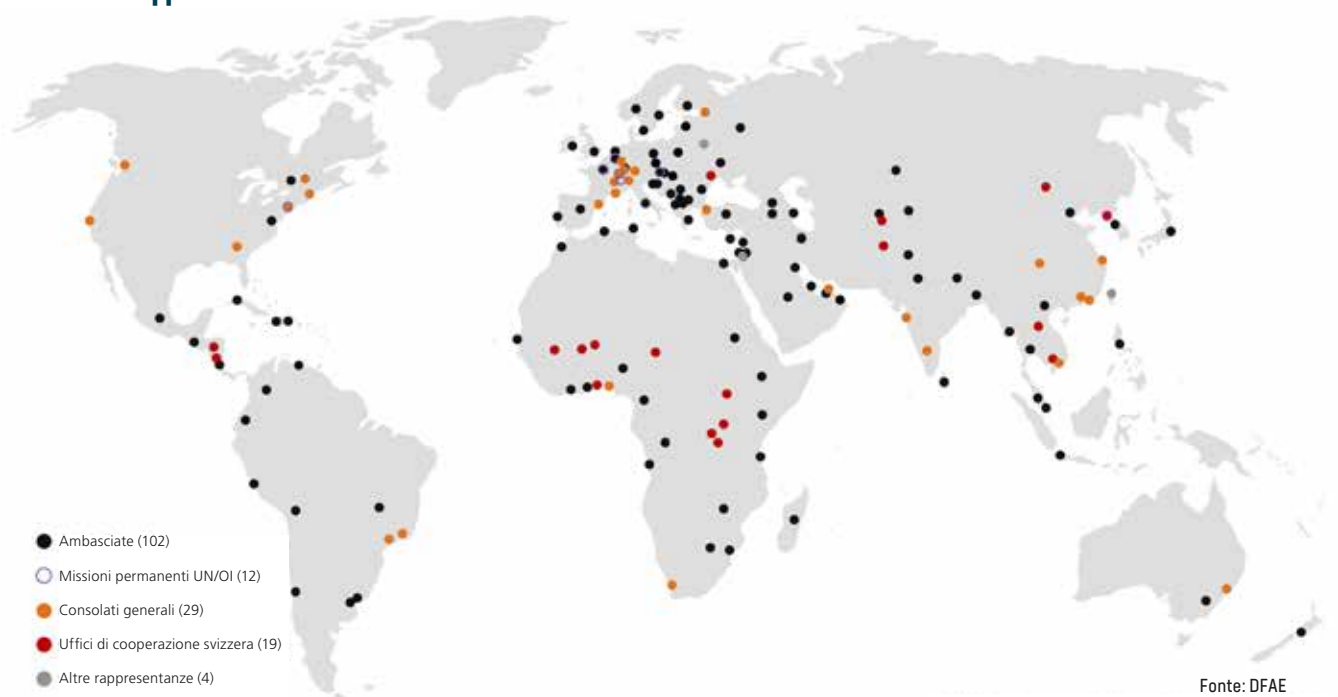 Ambasciate (102)
Missioni permanenti UN/OI (12)
Consolati generali (29)
Uffici di cooperazione svizzera (19)
Altre rappresentanze (4)
Fonte: DFAE